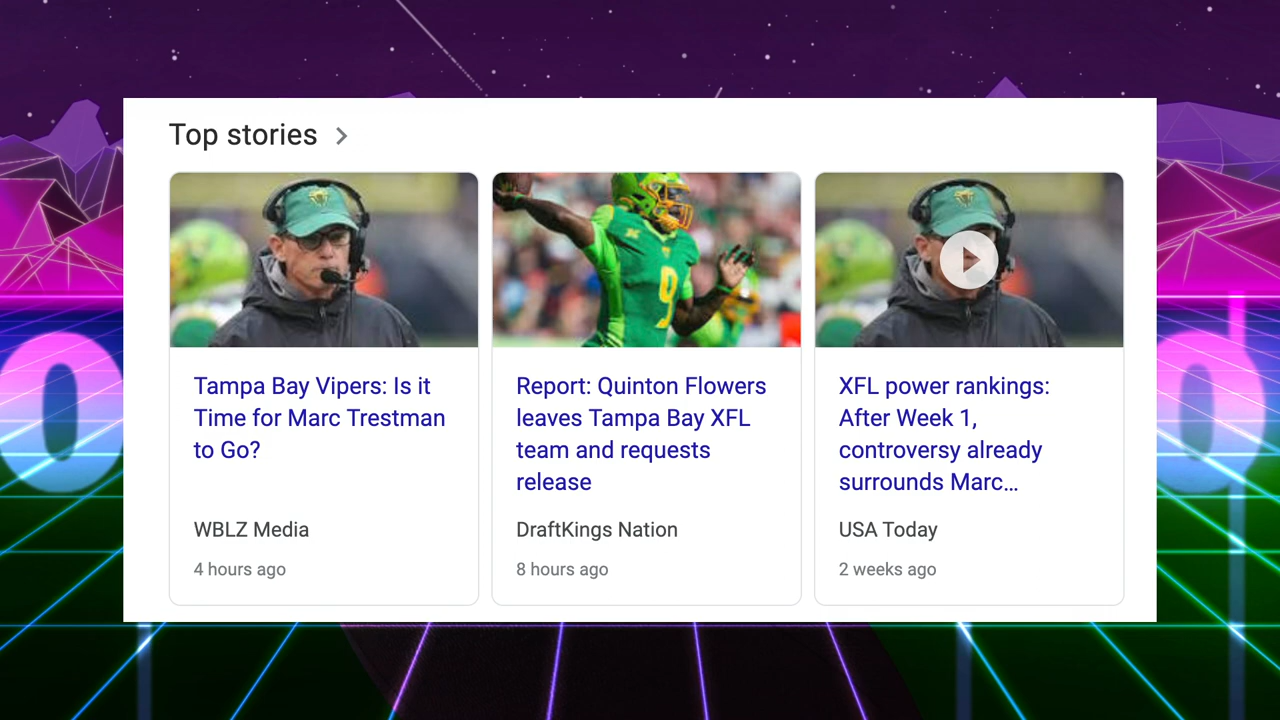 Top stories
Tampa Bay Vipers: Is it
Time for Marc Trestman
to Go?
WBLZ Media
4 hours ago
9
Report: Quinton Flowers
leaves Tampa Bay XFL
team and requests
release
DraftKings Nation
8 hours ago
XFL power rankings:
After Week 1,
controversy already
surrounds Marc...
USA Today
2 weeks ago